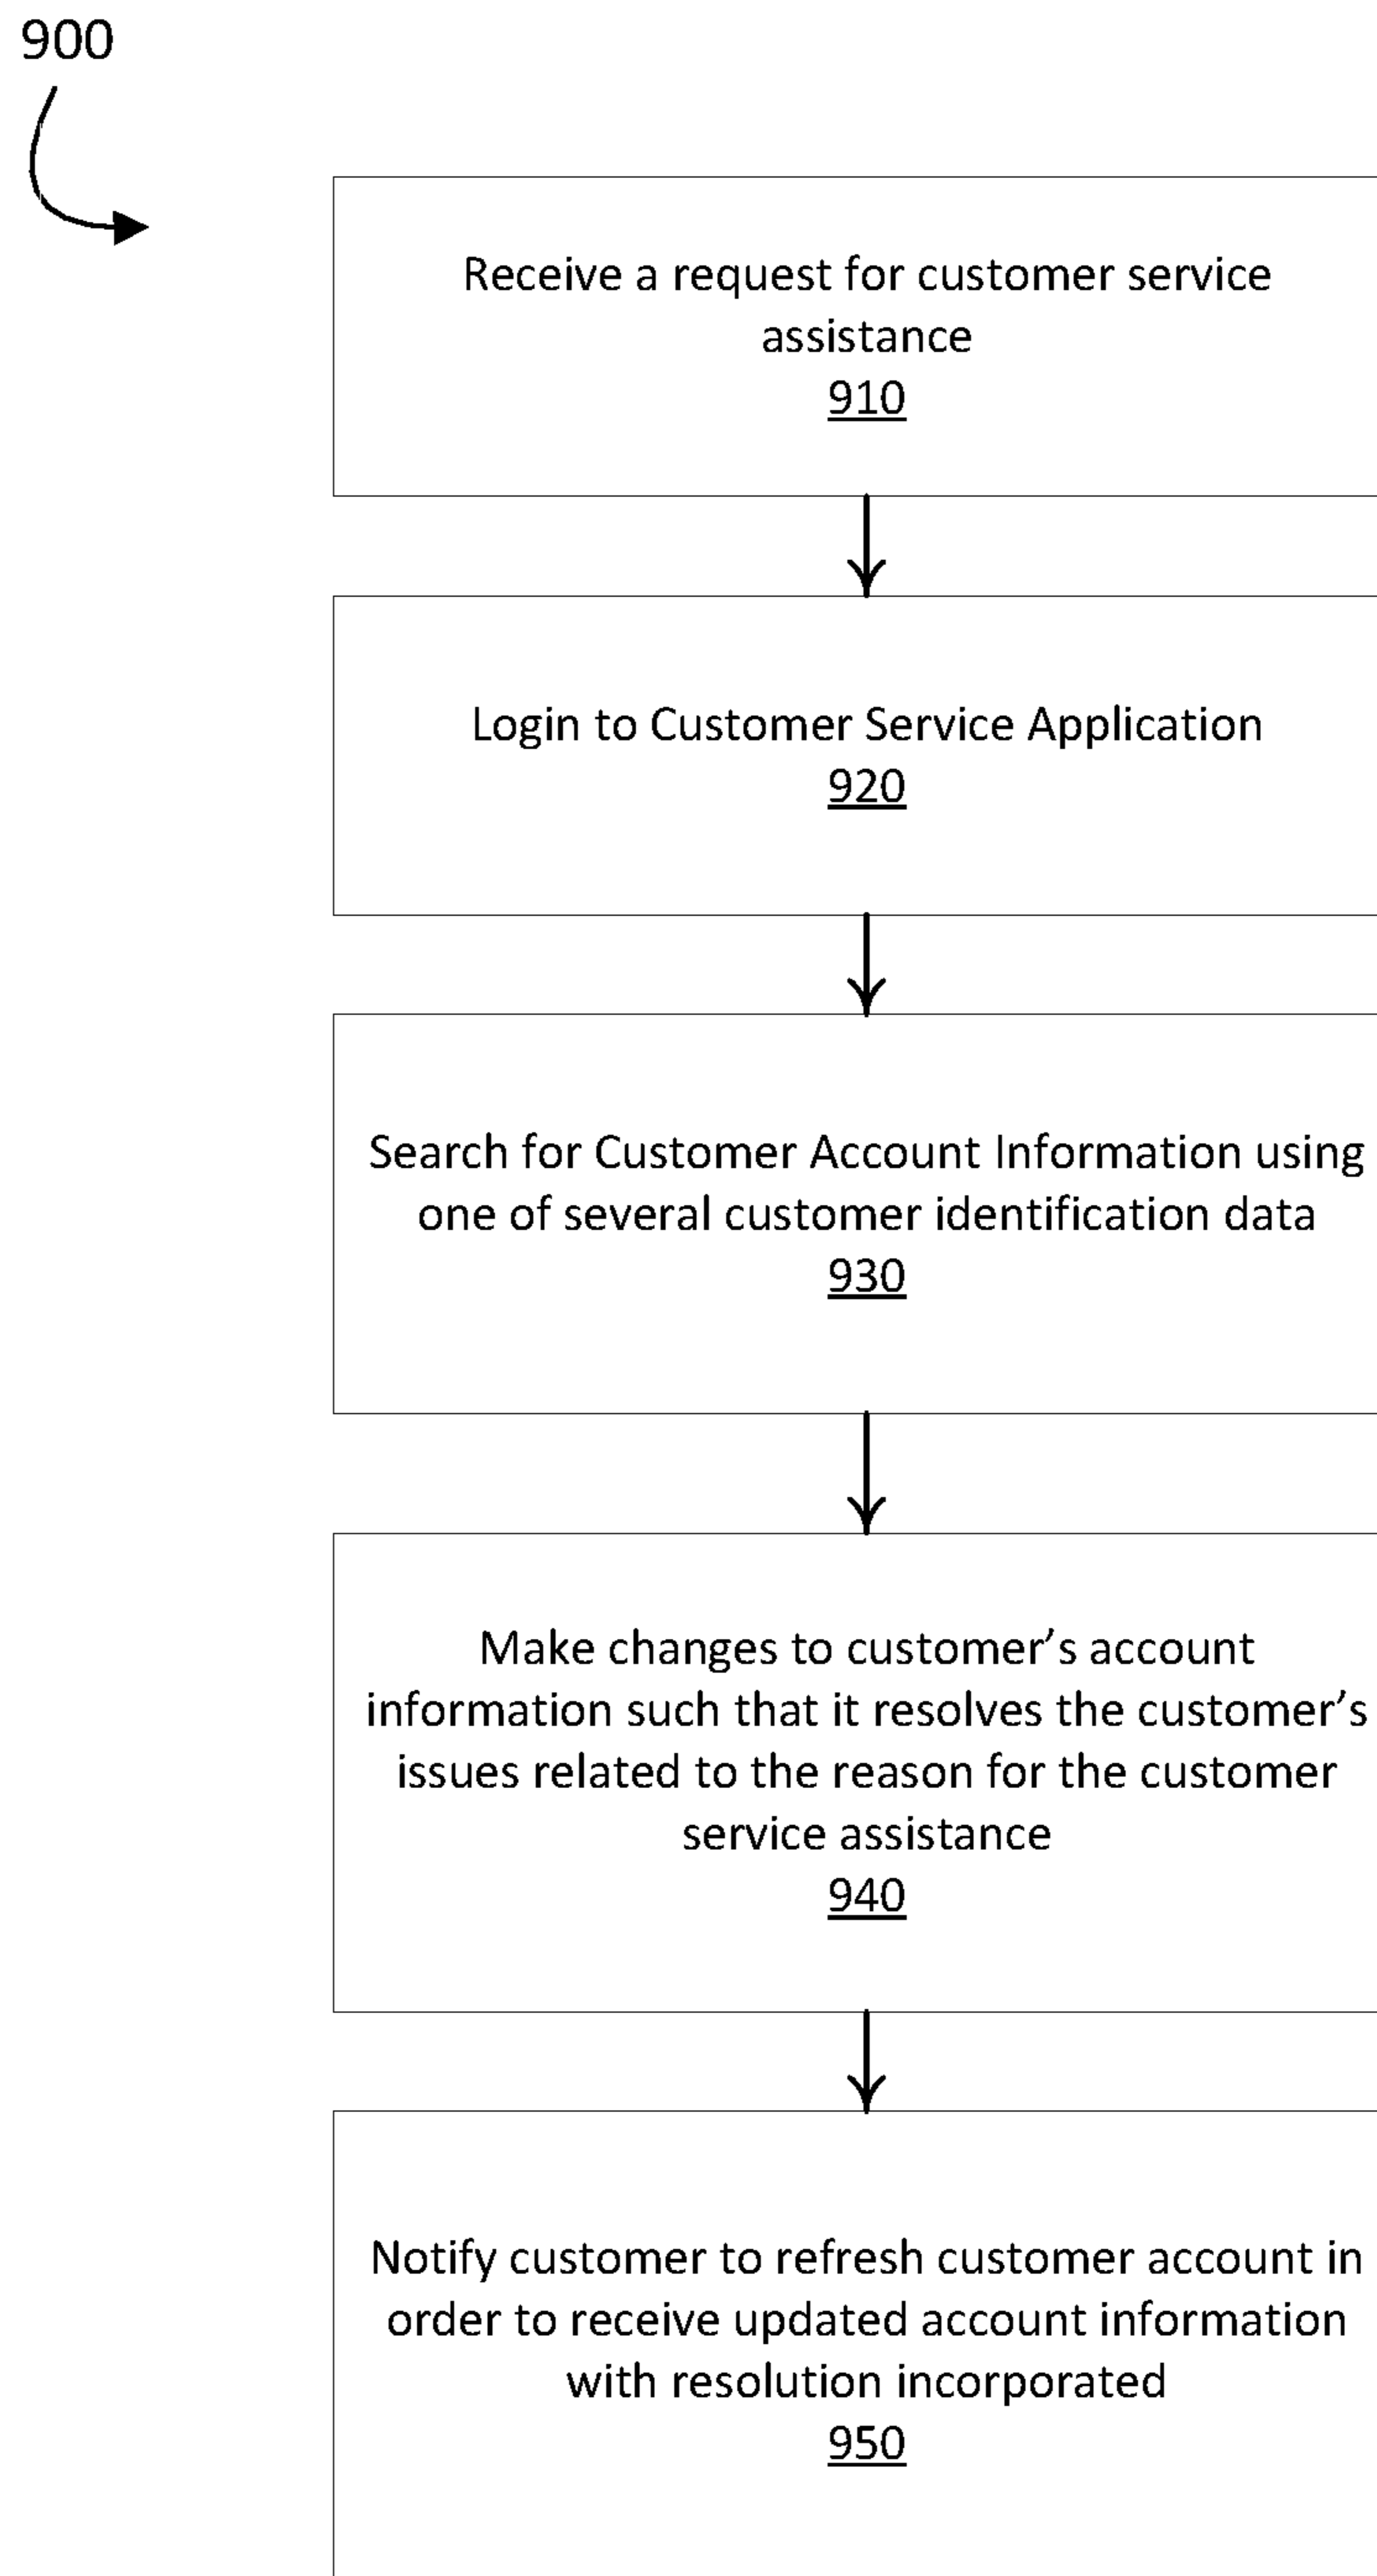 900
Receive a request for customer service
assistance
910
Login to Customer Service Application
920
Search for Customer Account Information using
one of several customer identification data
930
Make changes to customer’s account
information such that it resolves the customer’s
issues related to the reason for the customer
service assistance
940
Notify customer to refresh customer account in
order to receive updated account information
with resolution incorporated
950